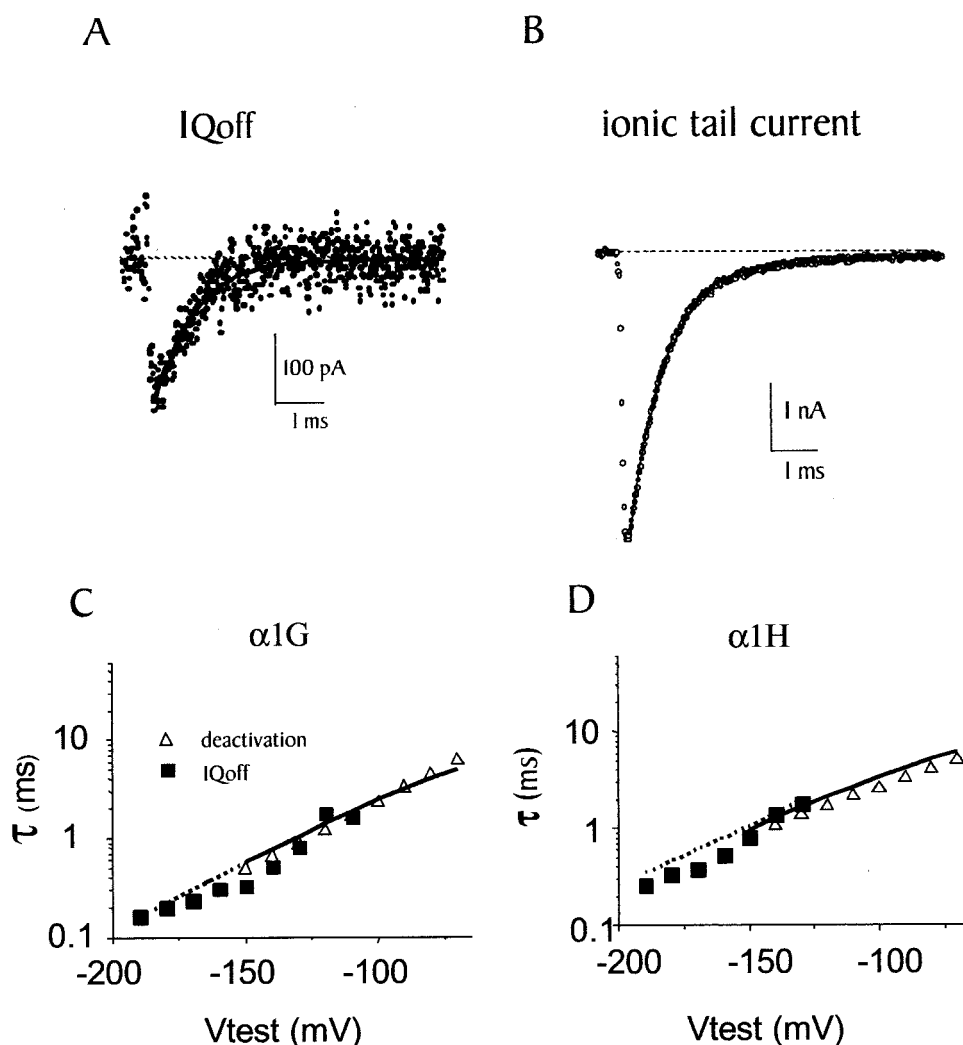 A
B
IQoff
ionic tail current
100 pA
1 ms
1 nA
1 ms
C
α1G
D
α1H
10
1
0.1
τ (ms)
deactivation
IQoff
-200
-150
-100
Vtest (mV)
10
1
0.1
τ (ms)
-200
-150
-100
Vtest (mV)